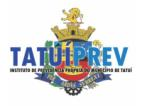 TATUÍPREV
INSTITUTO DE PREVIDÊNCIA PRÓPRIA DO MUNICÍPIO DE TATUÍ